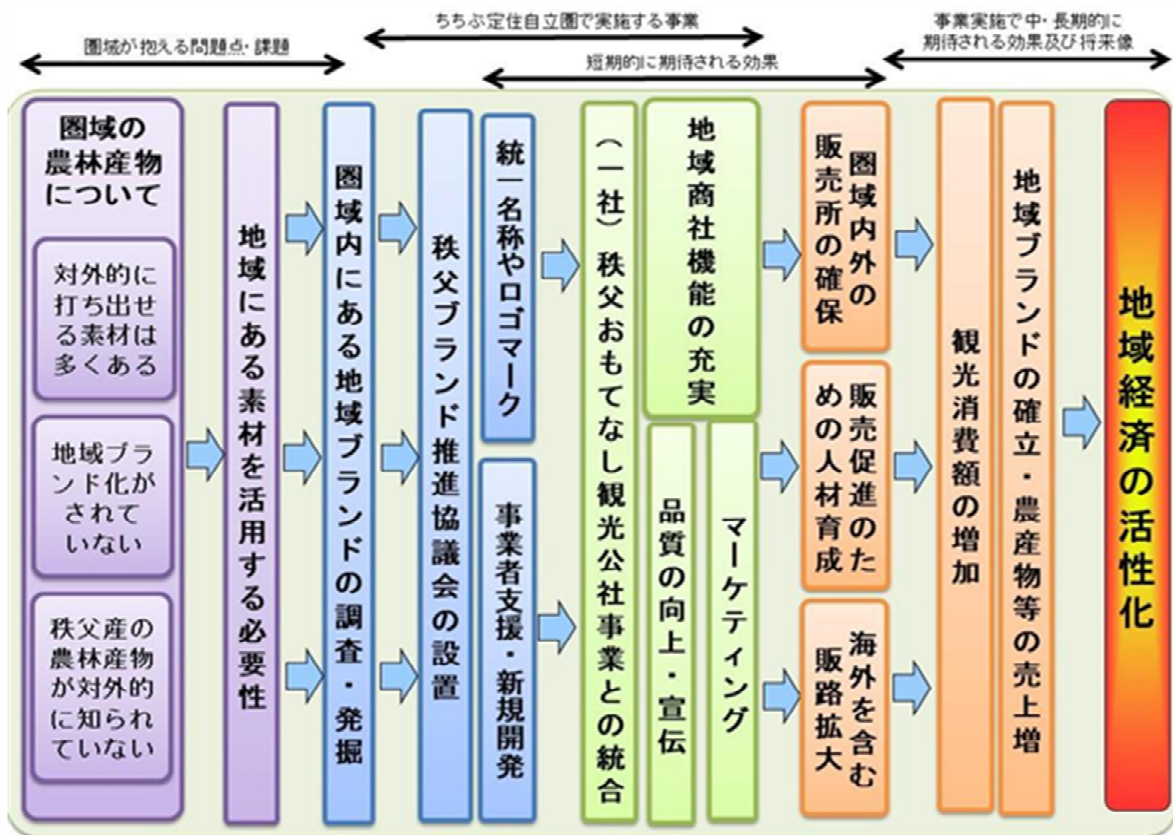 圏域が抱える問題点・課題
ちちぶ定住自立圏で実施する事業
短期的に期待される効果
事業実施で中・長期的に
期待される効果及び将来像
圏域の
農林産物
について
対外的に
打ち出せ
る素材は
多くある
地域ブラ
ンド化が
されて
いない
秩父産の
農林産物
が対外的
に知られ
ていない
地域にある素材を活用する必要性
圏域内にある地域ブランドの調査・発掘
秩父ブランド推進協議会の設置
統一名称やロゴマーク
事業者支援・新規開発
（一社）秩父おもてなし観光公社事業との統合
地域商社機能の充実
品質の向上・宣伝
マーケティング
圏域内外の
販売所の確保
販売促進のた
めの人材育成
海外を含む
販路拡大
観光消費額の増加
地域ブランドの確立・農産物等の売上増
地域経済の活性化